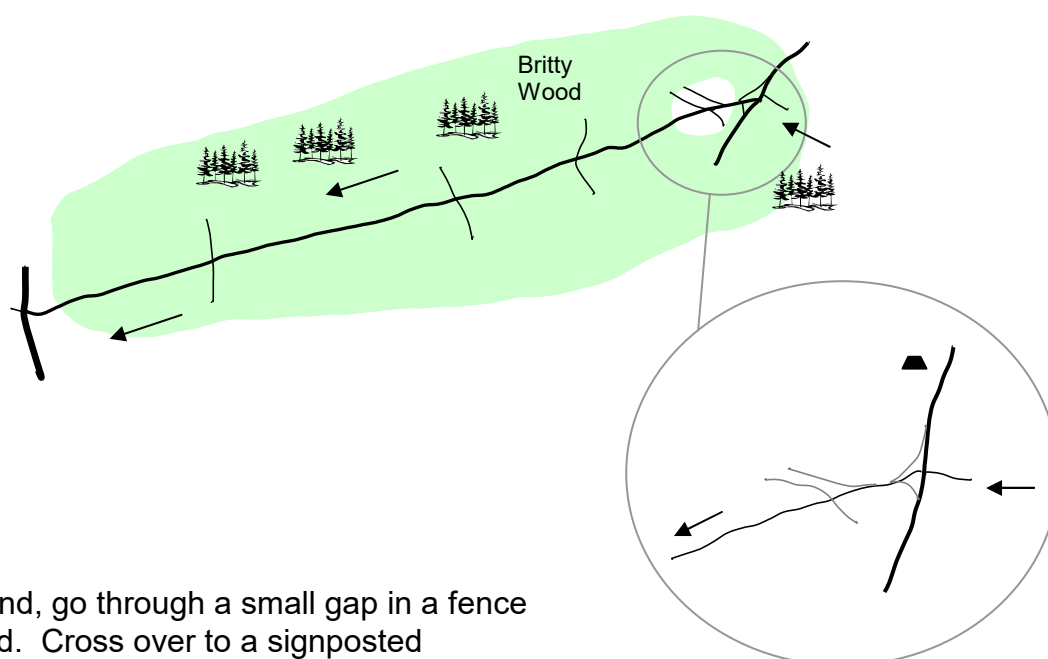 Britty
Wood
nd, go through a small gap in a fence
d.  Cross over to a signposted